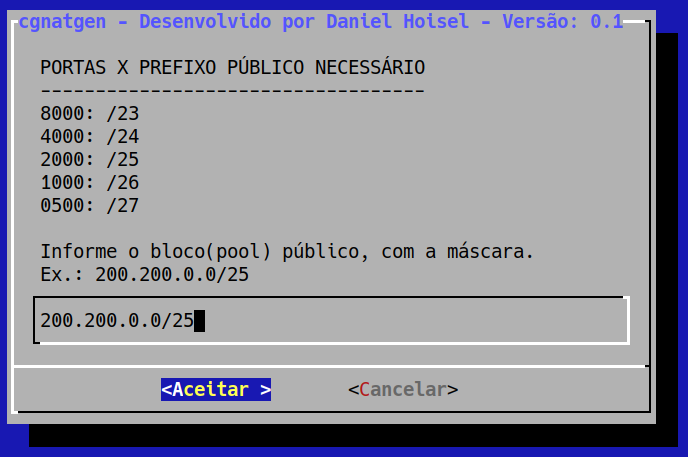 cgnatgen - Desenvolvido por Daniel Hoisel - Versão: 0.1
PORTAS X PREFIXO PÚBLICO NECESSÁRIO
-----------------------------------
8000: /23
4000: /24
2000: /25
1000: /26
0500: /27
Informe o bloco(pool) público, com a máscara.
Ex.: 200.200.0.0/25
200.200.0.0/25
<Aceitar > <Cancelar>